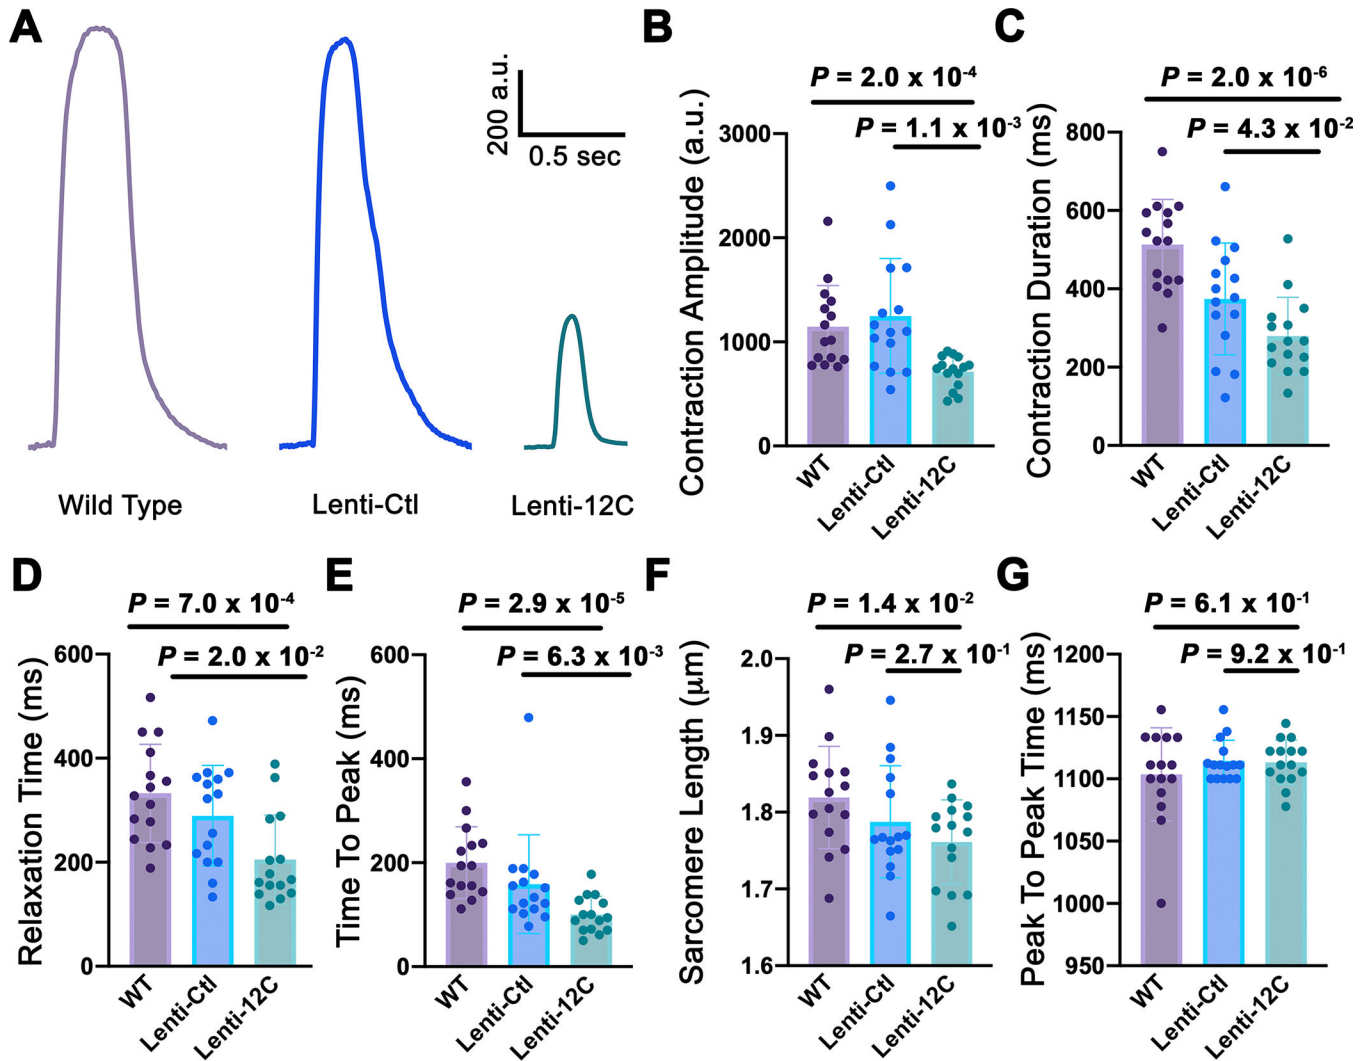 A
200 a.u.
0.5 sec
Wild Type
Lenti-Ctl
Lenti-12C
B
P = 2.0 x 10-4
P = 1.1 x 10-3
Contraction Amplitude (a.u.)
3000
2000
1000
0
WT
Lenti-Ctl
Lenti-12C
C
P = 2.0 x 10-6
P = 4.3 x 10-2
Contraction Duration (ms)
800
600
400
200
0
WT
Lenti-Ctl
Lenti-12C
D
P = 7.0 x 10-4
P = 2.0 x 10-2
Relaxation Time (ms)
600
400
200
0
WT
Lenti-Ctl
Lenti-12C
E
P = 2.9 x 10-5
P = 6.3 x 10-3
Time To Peak (ms)
600
400
200
0
WT
Lenti-Ctl
Lenti-12C
F
P = 1.4 x 10-2
P = 2.7 x 10-1
Sarcomere Length (μm)
2.0
1.9
1.8
1.7
1.6
WT
Lenti-Ctl
Lenti-12C
G
P = 6.1 x 10-1
P = 9.2 x 10-1
Peak To Peak Time (ms)
1200
1150
1100
1050
1000
950
WT
Lenti-Ctl
Lenti-12C